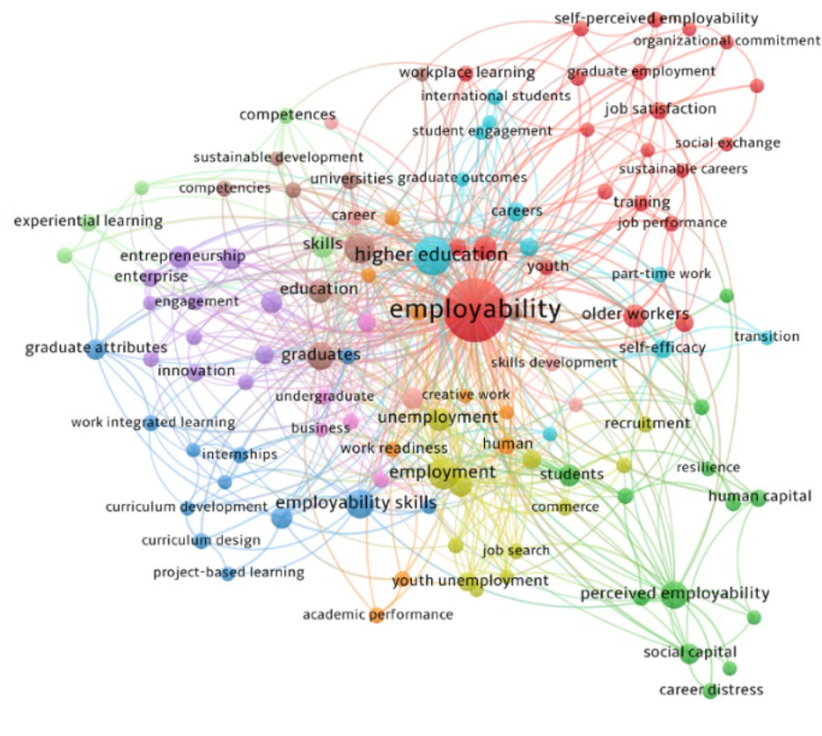 self-perceived employability
organizational commitment
workplace learning
graduate employment
international students
job satisfaction
competences
student engagement
social exchange
sustainable development
sustainable careers
universities
graduate outcomes
competencies
training
career
careers
experiential learning
job performance
skills
higher education
entrepreneurship
youth
enterprise
part-time work
education
engagement
employability
older workers
transition
graduate attributes
self-efficacy
graduates
skills development
innovation
undergraduate
creative work
unemployment
work integrated learning
recruitment
business
human
work readiness
internships
resilience
employment
students
human capital
employability skills
curriculum development
commerce
curriculum design
job search
project-based learning
youth unemployment
perceived employability
academic performance
social capital
career distress